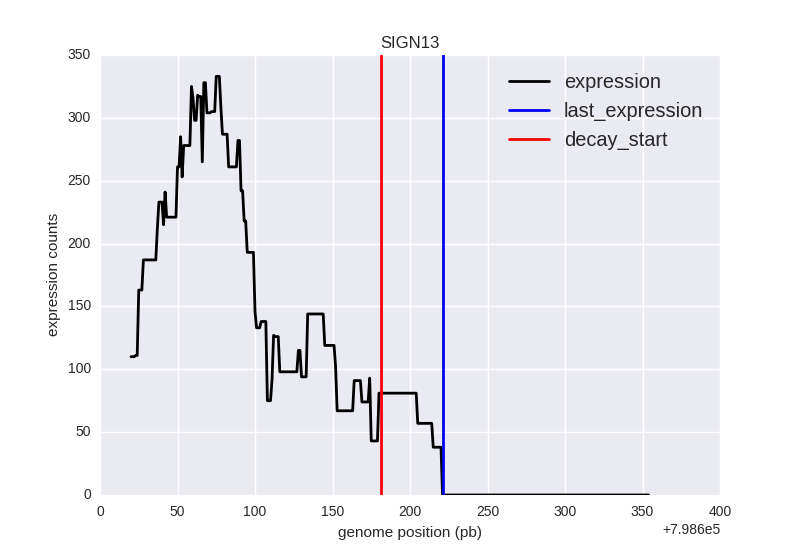 SIGN13
350
300
250
200
150
100
50
0
expression counts
expression
last_expression
decay_start
0 50 100 150 200 250 300 350 400
genome position (pb)
+7.986e5